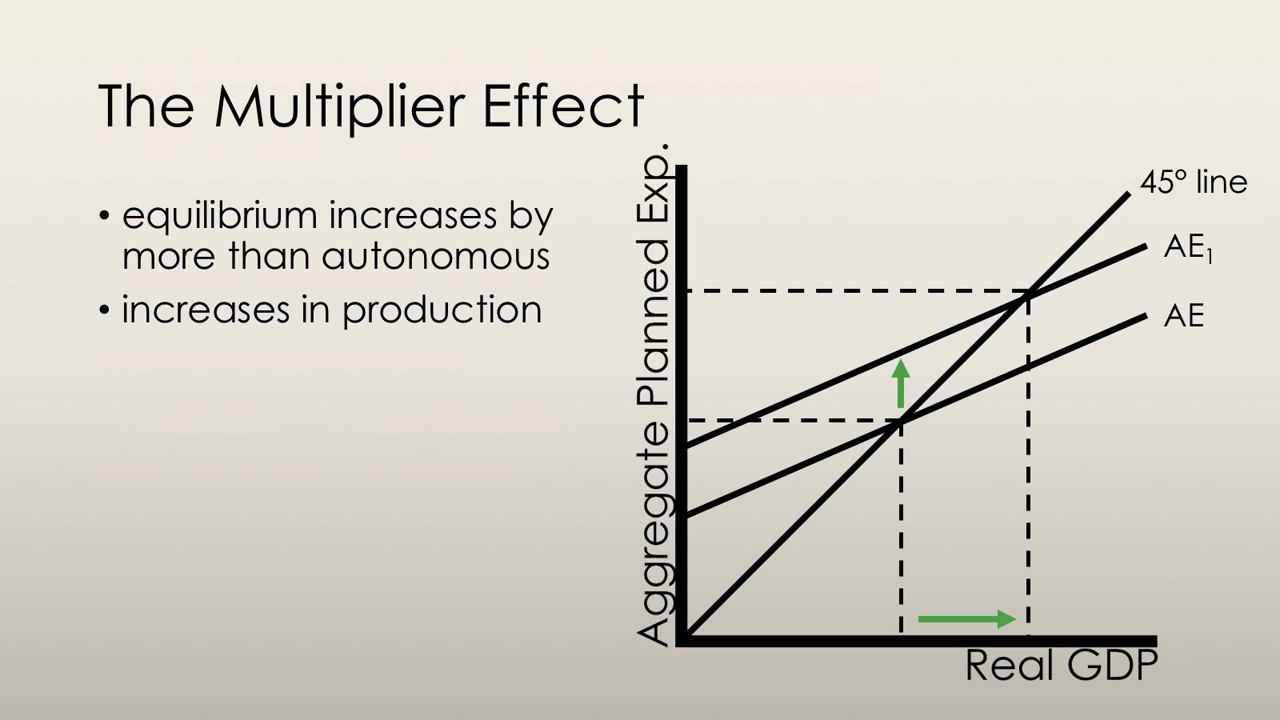 The Multiplier Effect
• equilibrium increases by
more than autonomous
• increases in production
Aggregate Planned Exp.
45° line
AE₁
AE
Real GDP